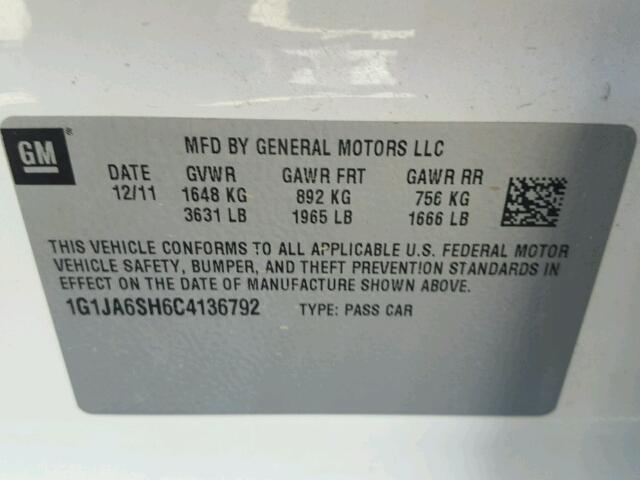 GM®
MFD BY GENERAL MOTORS LLC
DATE GVWR GAWR FRT GAWR RR
12/11 1648 KG 892 KG 756 KG
3631 LB 1965 LB 1666 LB
THIS VEHICLE CONFORMS TO ALL APPLICABLE U.S. FEDERAL MOTOR
VEHICLE SAFETY, BUMPER, AND THEFT PREVENTION STANDARDS IN
EFFECT ON THE DATE OF MANUFACTURE SHOWN ABOVE.
1G1JA6SH6C4136792 TYPE: PASS CAR